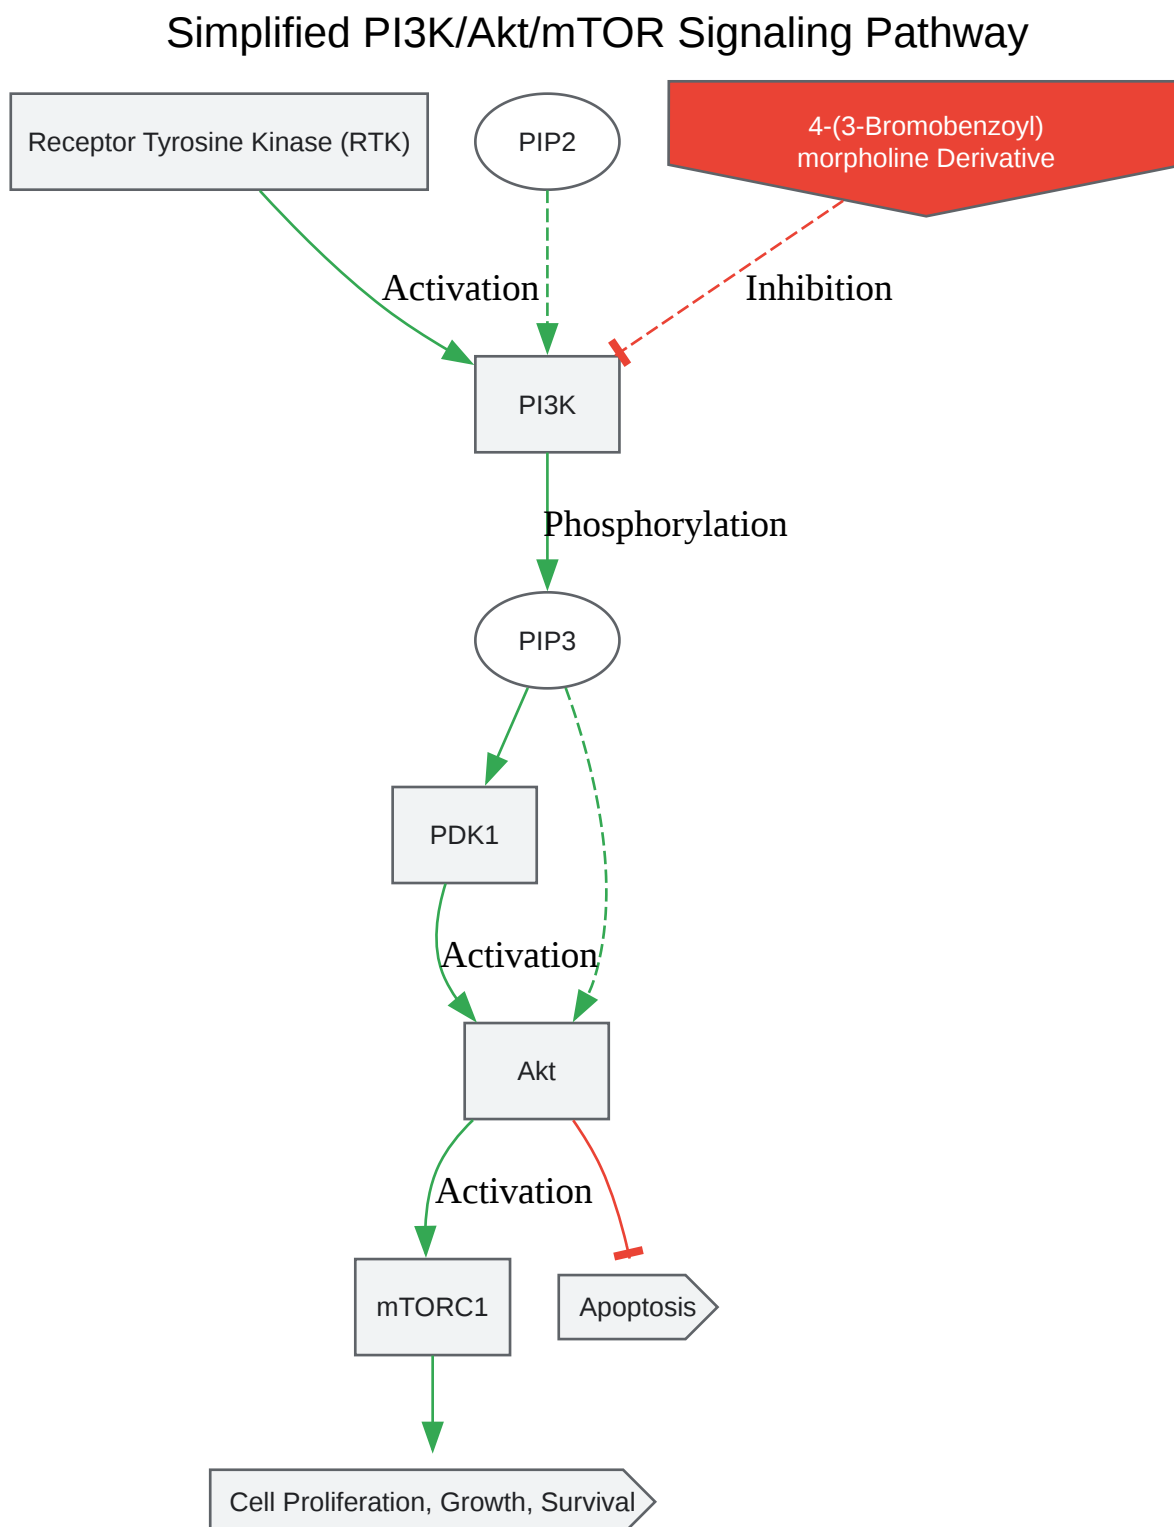 Simplified PI3K/Akt/mTOR Signaling Pathway
Receptor Tyrosine Kinase (RTK)
PIP2
4-(3-Bromobenzoyl)
morpholine Derivative
Activation
Inhibition
PI3K
Phosphorylation
PIP3
PDK1
Activation
Akt
Activation
mTORC1
Apoptosis
Cell Proliferation, Growth, Survival